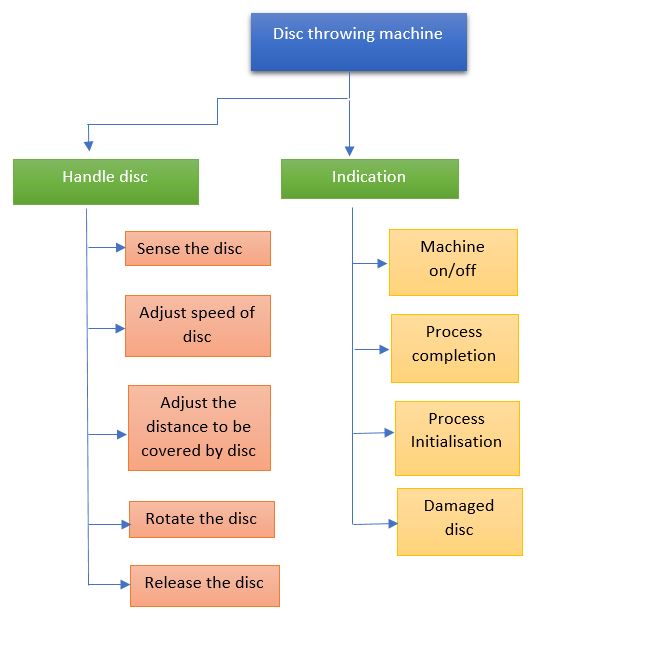 Disc throwing machine
Handle disc
Indication
Sense the disc
Adjust speed of
disc
Adjust the
distance to be
covered by disc
Rotate the disc
Release the disc
Machine
on/off
Process
completion
Process
Initialisation
Damaged
disc